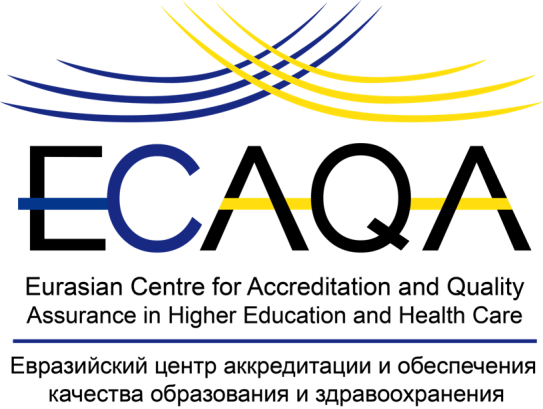 ECAQA
Eurasian Centre for Accreditation and Quality
Assurance in Higher Education and Health Care
Евразийский центр аккредитации и обеспечения
качества образования и здравоохранения